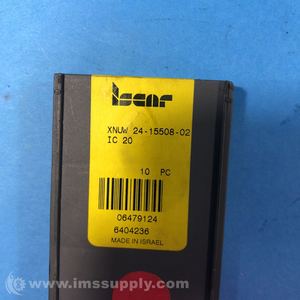 Iscar
XNUW 24-15508-02
IC 20
10 PC
06479124
6404236
MADE IN ISRAEL
© www.imssupply.com